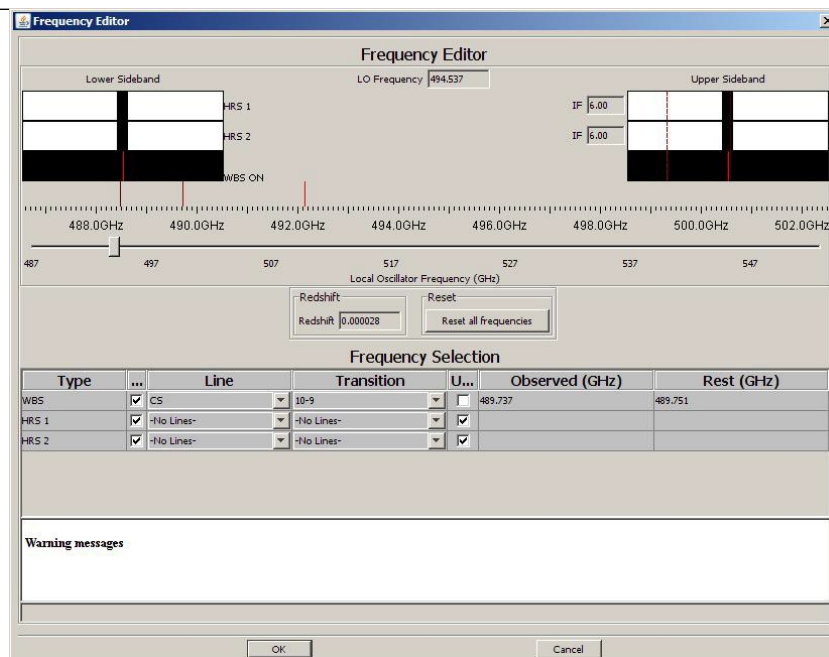 Frequency Editor
Frequency Editor
Lower Sideband
LO Frequency 494.537
Upper Sideband
HRS 1
IF 6.00
HRS 2
IF 6.00
WBS ON
488.0GHz 490.0GHz 492.0GHz 494.0GHz 496.0GHz 498.0GHz 500.0GHz 502.0GHz
487 497 507 517 527 537 547
Local Oscillator Frequency (GHz)
Redshift
Reset
Redshift 0.000028
Reset all frequencies
Frequency Selection
Type ... Line Transition U... Observed (GHz) Rest (GHz)
WBS CS 10-9 489.737 489.751
HRS 1 -No Lines- -No Lines-
HRS 2 -No Lines- -No Lines-
Warning messages
OK Cancel